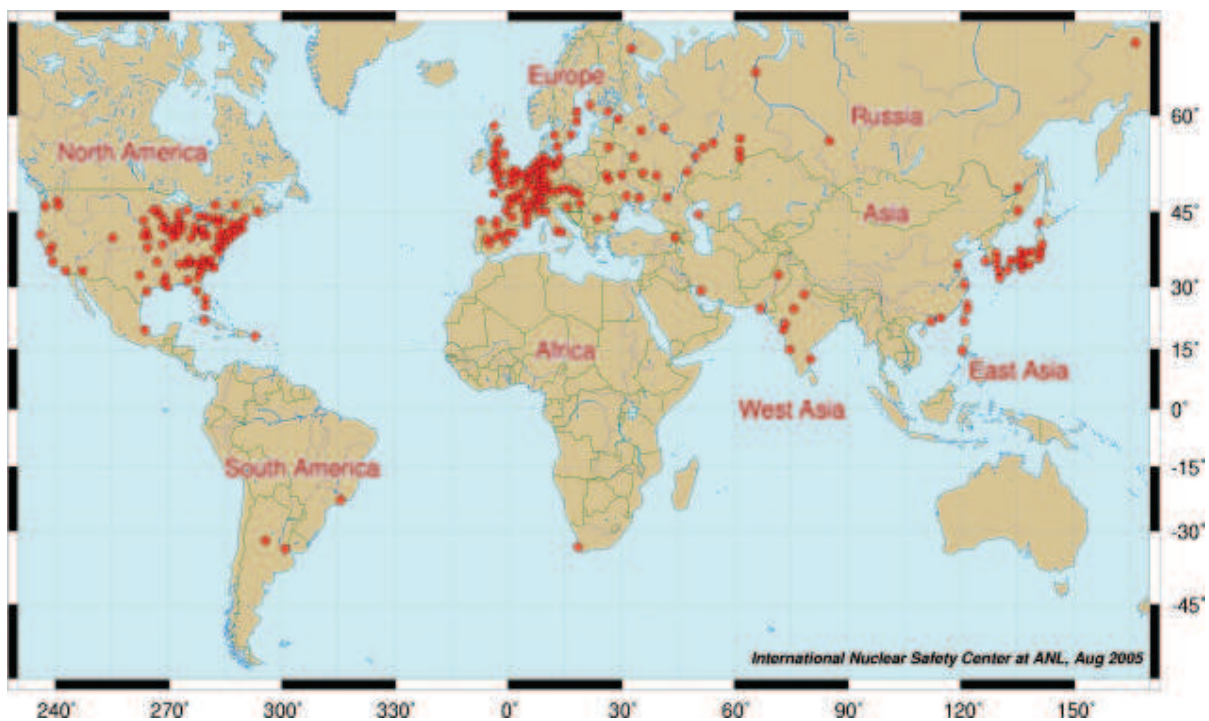 Europe
Russia
North America
Asia
Africa
East Asia
West Asia
South America
International Nuclear Safety Center at ANL, Aug 2005
60°
45°
30°
15°
0°
-15°
-30°
-45°
240° 270° 300° 330° 0° 30° 60° 90° 120° 150°